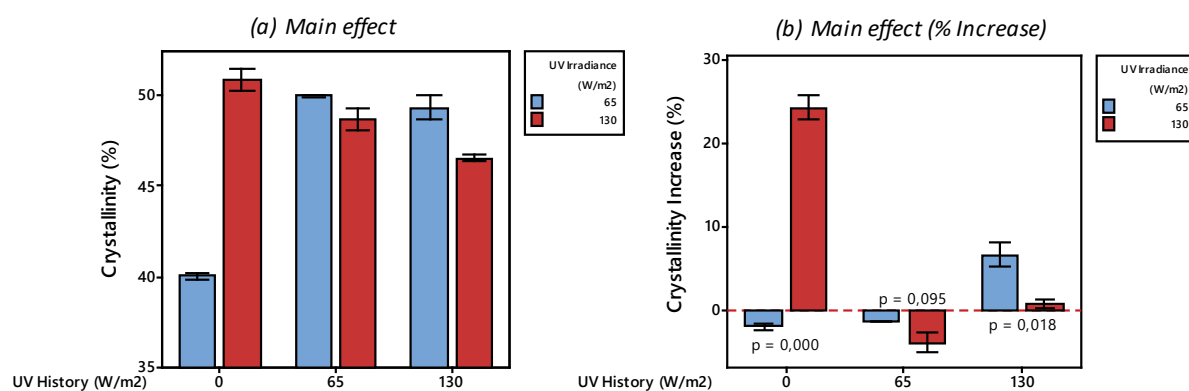 (a) Main effect
Crystallinity (%)
50
45
40
35
UV History (W/m2)
0
65
130
UV Irradiance
(W/m2)
65
130
(b) Main effect (% Increase)
Crystallinity Increase (%)
30
20
10
0
p = 0,000
p = 0,095
p = 0,018
UV History (W/m2)
0
65
130
UV Irradiance
(W/m2)
65
130